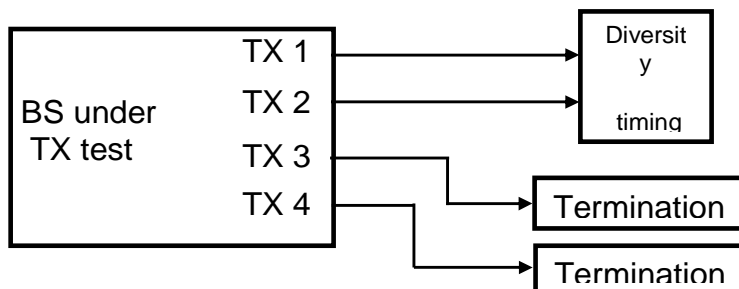 TX 1
TX 2
TX 3
TX 4
BS under
TX test
Diversit
y
timing
Termination
Termination